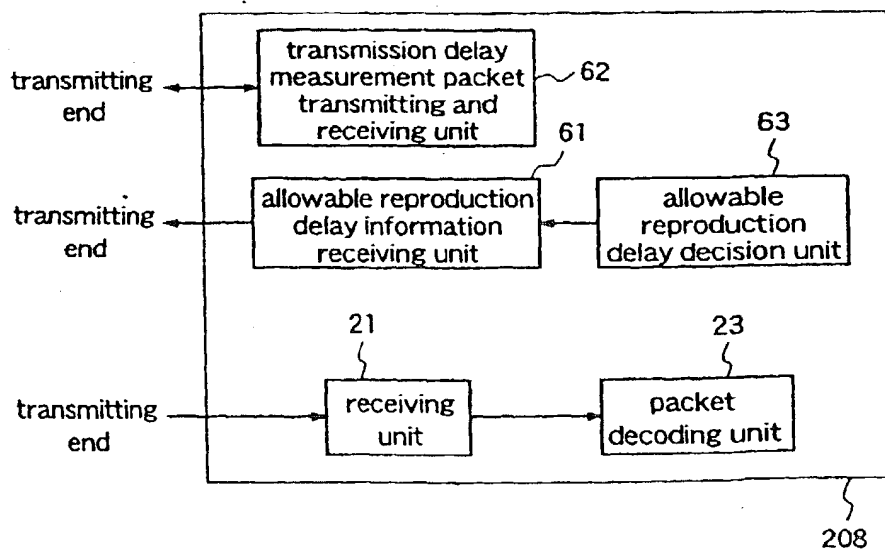 transmission delay
measurement packet
transmitting and
receiving unit
62
transmitting
end
61
63
allowable reproduction
delay information
receiving unit
allowable
reproduction
delay decision unit
transmitting
end
21
23
receiving
unit
packet
decoding unit
transmitting
end
208